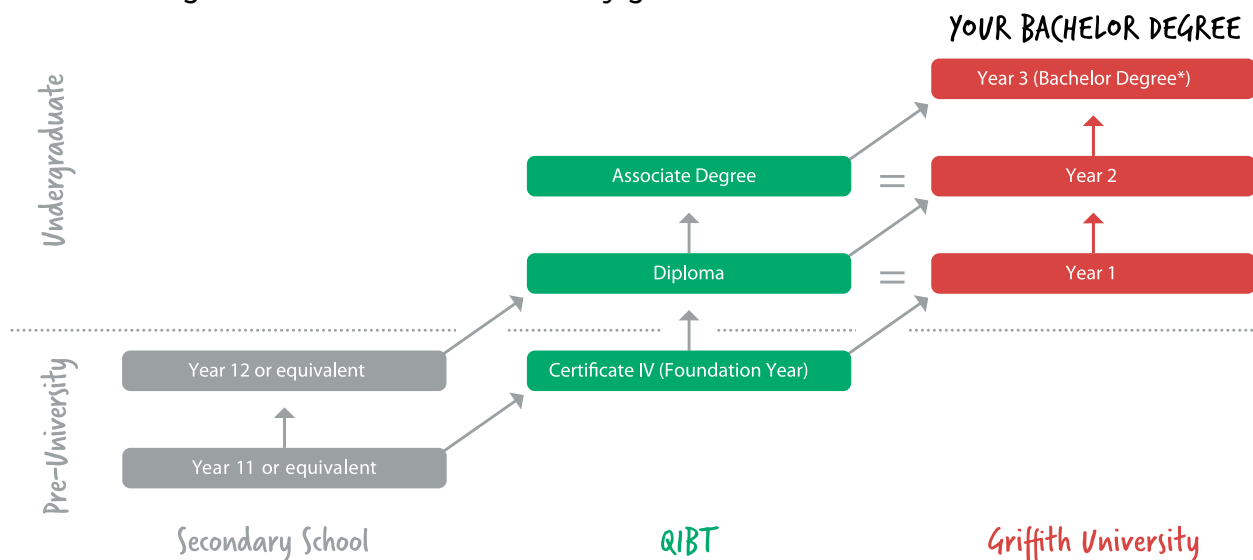 YOUR BACHELOR DEGREE
Year 3 (Bachelor Degree*)
Undergraduate
Associate Degree
=
Year 2
Diploma
=
Year 1
Year 12 or equivalent
Certificate IV (Foundation Year)
Pre-University
Year 11 or equivalent
Secondary School
QIBT
Griffith University